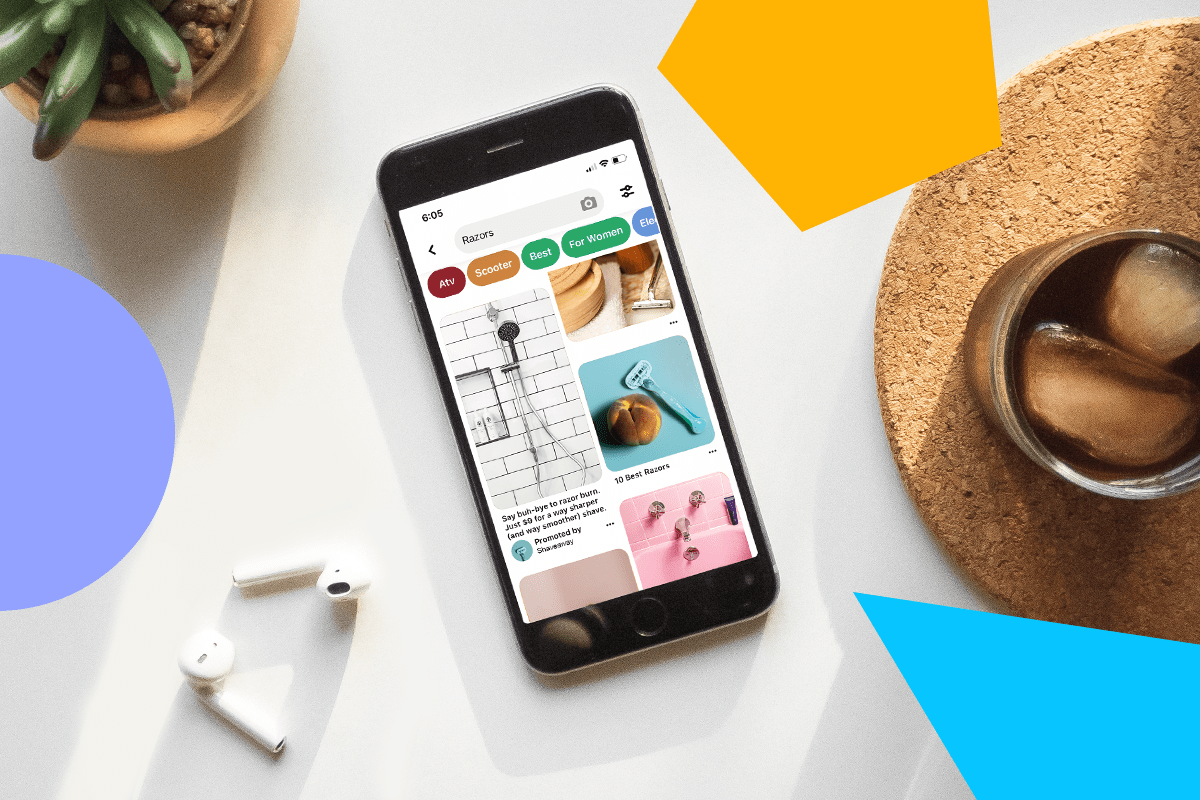 6:05
Razors
Atv
Scooter
Best
For Women
Ele
10 Best Razors
Say buh-bye to razor burn.
Just $9 for a way sharper
(and way smoother) shave.
Promoted by
Shaveaway